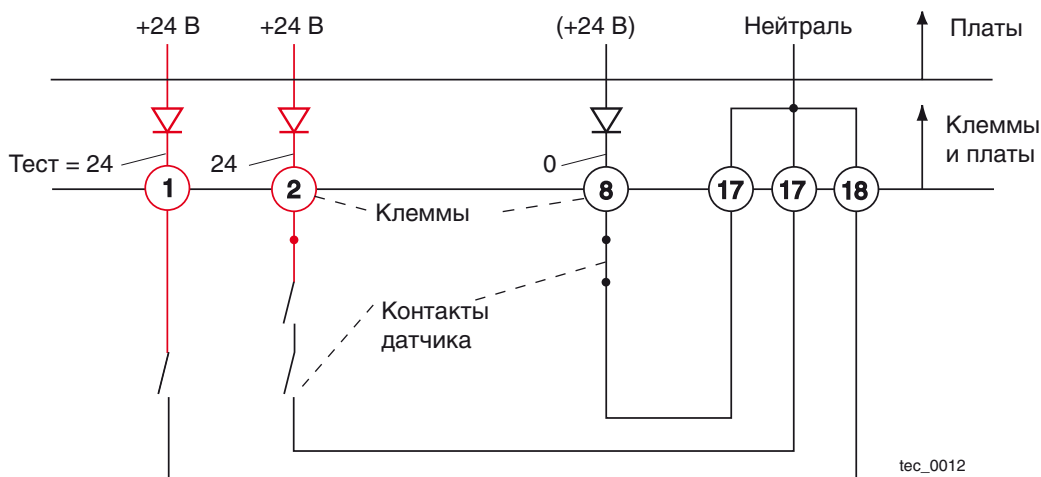 +24 В
+24 В
(+24 В)
Нейтраль
Платы
Тест = 24
24
0
Клеммы
и платы
1
2
8
17
17
18
Клеммы
Контакты
датчика
tec_0012